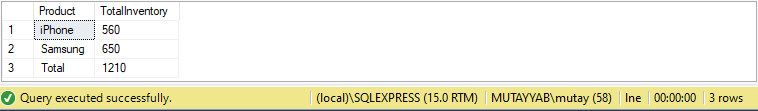 Product TotalInventory
1 iPhone 560
2 Samsung 650
3 Total 1210
Query executed successfully. (local)\SQLEXPRESS (15.0 RTM) MUTAYYAB\mutay (58) Ine 00:00:00 3 rows